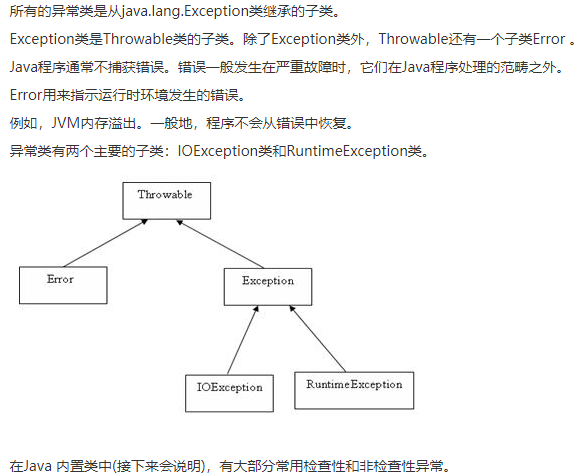 所有的异常类是从java.lang.Exception类继承的子类。
Exception类是Throwable类的子类。除了Exception类外，Throwable还有一个子类Error 。
Java程序通常不捕获错误。错误一般发生在严重故障时，它们在Java程序处理的范畴之外。
Error用来指示运行时环境发生的错误。
例如，JVM内存溢出。一般地，程序不会从错误中恢复。
异常类有两个主要的子类：IOException类和RuntimeException类。
Throwable
Error
Exception
IOException
RuntimeException
在Java 内置类中(接下来会说明)，有大部分常用检查性和非检查性异常。